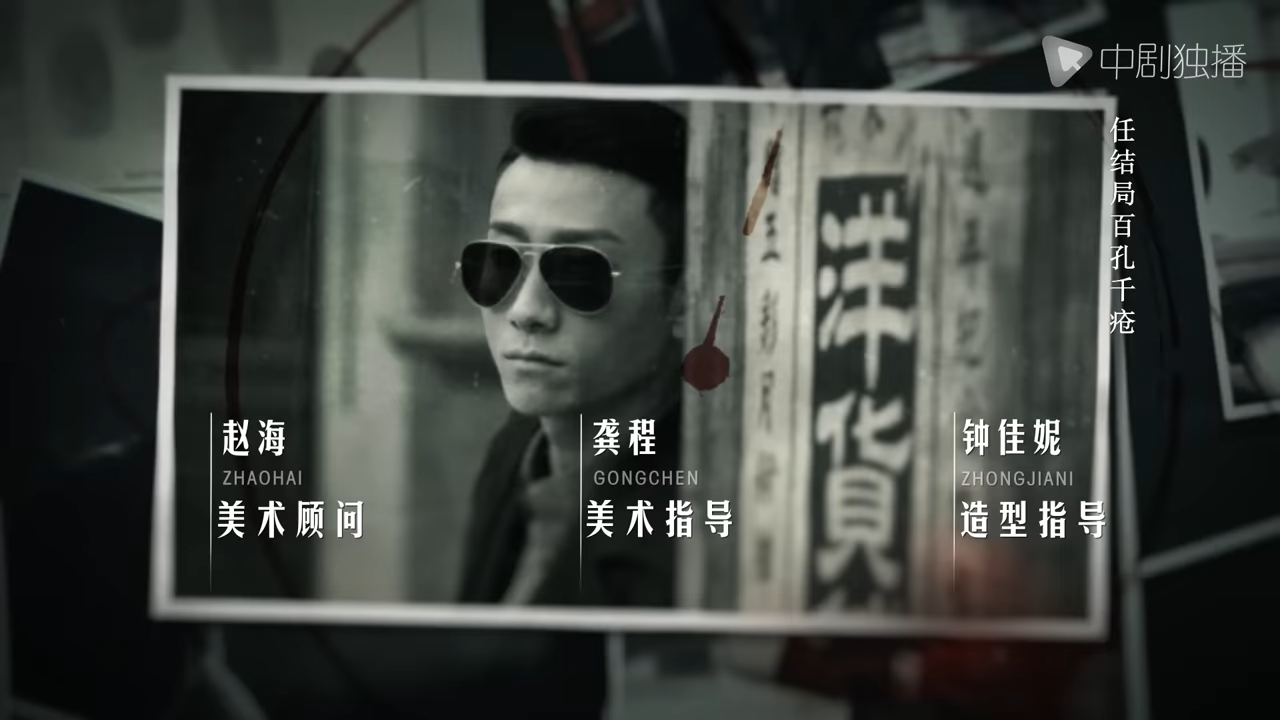 中剧独播
任结局百孔千疮
洋貨
赵海
ZHAOHAI
美术顾问
龚程
GONGCHEN
美术指导
钟佳妮
ZHONGJIANI
造型指导